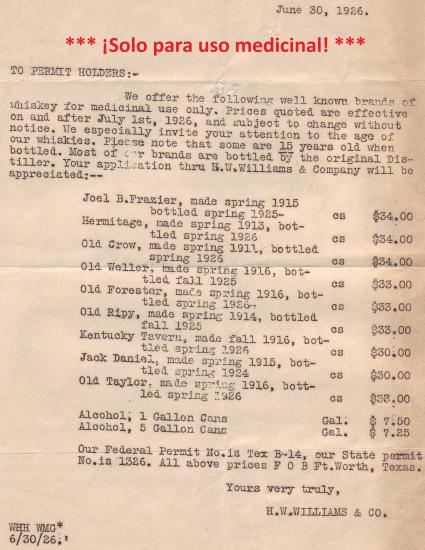 June 30, 1926.
*** ¡Solo para uso medicinal! ***
TO PERMIT HOLDERS:-
We offer the following well known brands of
whiskey for medicinal use only. Prices quoted are effective
on and after July 1st, 1926, and subject to change without
notice. We especially invite your attention to the age of
our whiskies. Please note that some are 15 years old when
bottled. Most of our brands are bottled by the original Dis-
tiller. Your application thru H.W.Williams & Company will be
appreciated:--
Joel B.Frazier, made spring 1915
bottled spring 1925- cs $34.00
Hermitage, made spring 1913, bot-
tled spring 1926 cs $34.00
Old Crow, made spring 1911, bottled
spring 1926 cs $34.00
Old Weller, made spring 1916, bot-
tled fall 1925 cs $33.00
Old Forester, made spring 1916, bot-
tled spring 1926- cs $33.00
Old Ripy, made spring 1914, bottled
fall 1925 cs $33.00
Kentucky Tavern, made fall 1916, bot-
tled spring 1926 cs $30.00
Jack Daniel, made spring 1915, bot-
tled spring 1924 cs $30.00
Old Taylor, made spring 1916, bott-
led spring 1926 cs $33.00
Alcohol, 1 Gallon Cans Gal. $ 7.50
Alcohol, 5 Gallon Cans Gal. $ 7.25
Our Federal Permit No.is Tex B-14, our State permit
No.is 1326. All above prices F O B Ft.Worth, Texas.
Yours very truly,
H.W.WILLIAMS & CO.
WHH WMG*
6/30/26.'